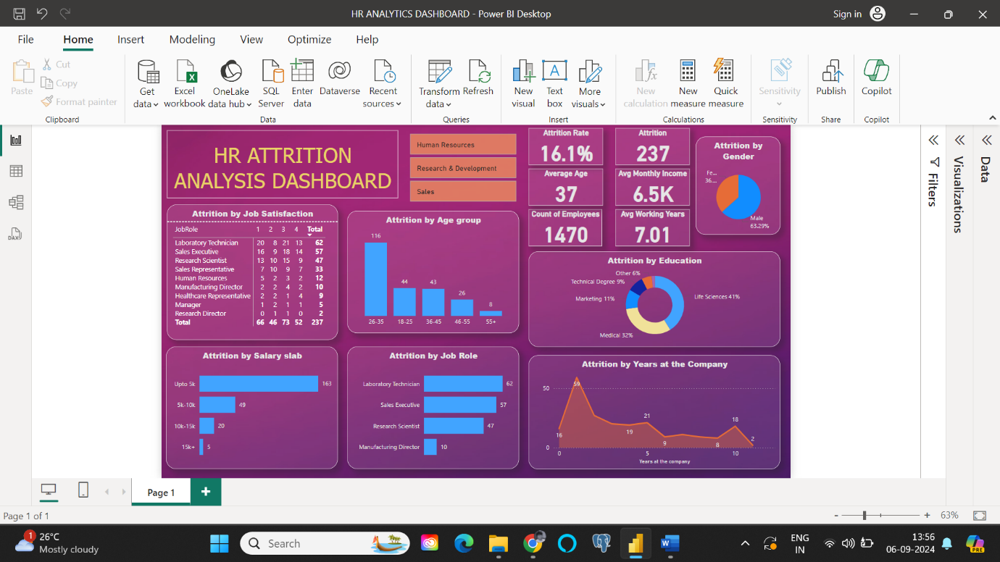 HR ANALYTICS DASHBOARD - Power BI Desktop
Sign in
File Home Insert Modeling View Optimize Help
Paste
Cut
Copy
Format painter
Clipboard
Get data
Excel workbook
OneLake data hub
SQL Server
Enter data
Dataverse
Recent sources
Data
Transform data
Refresh
Queries
New visual
Text box
More visuals
Insert
New calculation
New measure
Quick measure
Calculations
Sensitivity
Sensitivity
Publish
Share
Copilot
Copilot
HR ATTRITION
ANALYSIS DASHBOARD
Human Resources
Research & Development
Sales
Attrition Rate
16.1%
Attrition
237
Average Age
37
Avg Monthly Income
6.5K
Count of Employees
1470
Avg Working Years
7.01
Attrition by
Gender
Fe...
36....
Male
63.29%
Attrition by Job Satisfaction
JobRole 1 2 3 4 Total
Laboratory Technician 20 8 21 13 62
Sales Executive 16 9 18 14 57
Research Scientist 13 10 15 9 47
Sales Representative 7 10 9 7 33
Human Resources 5 2 3 2 12
Manufacturing Director 2 2 4 2 10
Healthcare Representative 2 2 1 4 9
Manager 1 2 1 1 5
Research Director 0 1 1 0 2
Total 66 46 73 52 237
Attrition by Age group
116
44
43
26
8
26-35 18-25 36-45 46-55 55+
Attrition by Education
Other 6%
Technical Degree 9%
Marketing 11%
Life Sciences 41%
Medical 32%
Attrition by Salary slab
Upto 5k 163
5k-10k 49
10k-15k 20
15k+ 5
Attrition by Job Role
Laboratory Technician 62
Sales Executive 57
Research Scientist 47
Manufacturing Director 10
Attrition by Years at the Company
50
59
21
18
16
19
9
8
2
0
0 5 10
Years at the company
Filters
Visualizations
Data
DAX
Page 1
Page 1 of 1
- + 63%
1
26°C
Mostly cloudy
Search
ENG
IN
13:56
06-09-2024
PRE